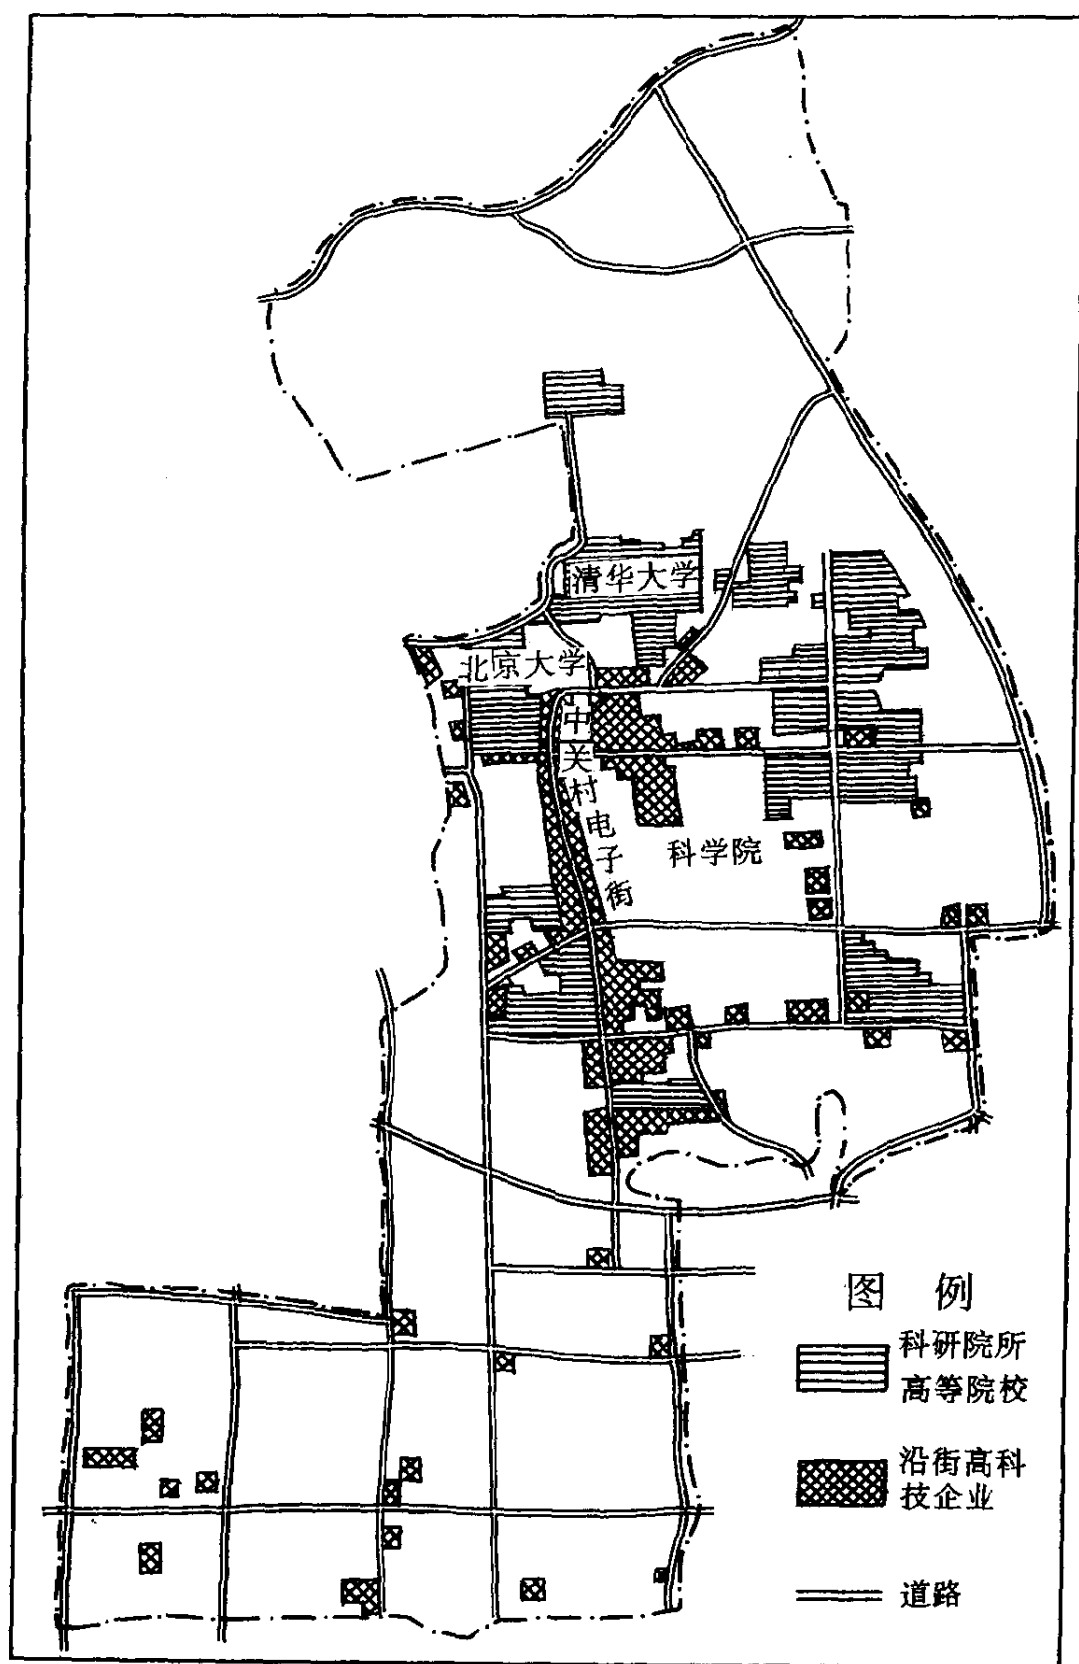 清华大学
北京大学
中关村电子街
科学院
图 例
科研院所
高等院校
沿街高科
技企业
道路